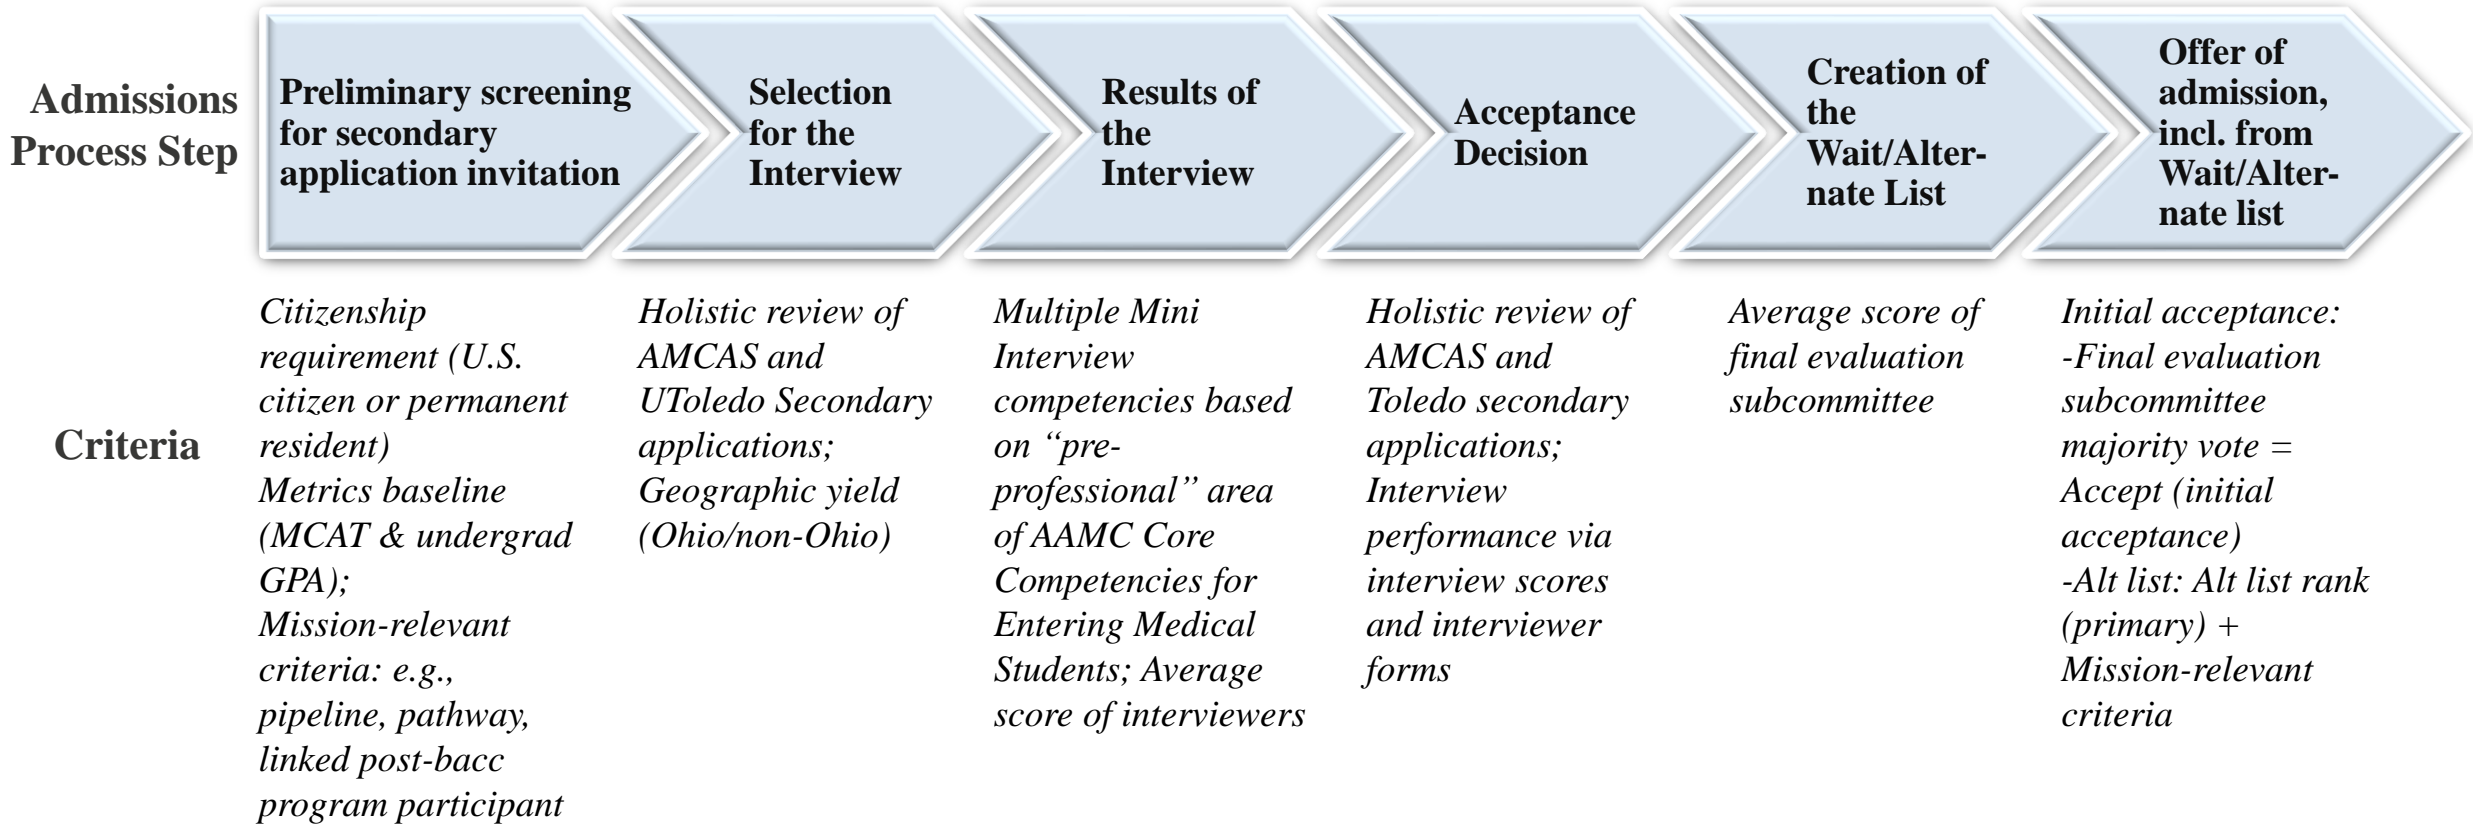 Admissions
Process Step
Preliminary screening
for secondary
application invitation
Selection
for the
Interview
Results of
the
Interview
Acceptance
Decision
Creation of
the
Wait/Alter-
nate List
Offer of
admission,
incl. from
Wait/Alter-
nate list
Criteria
Citizenship
requirement (U.S.
citizen or permanent
resident)
Metrics baseline
(MCAT & undergrad
GPA);
Mission-relevant
criteria: e.g.,
pipeline, pathway,
linked post-bacc
program participant
Holistic review of
AMCAS and
UToledo Secondary
applications;
Geographic yield
(Ohio/non-Ohio)
Multiple Mini
Interview
competencies based
on “pre-
professional” area
of AAMC Core
Competencies for
Entering Medical
Students; Average
score of interviewers
Holistic review of
AMCAS and
Toledo secondary
applications;
Interview
performance via
interview scores
and interviewer
forms
Average score of
final evaluation
subcommittee
Initial acceptance:
-Final evaluation
subcommittee
majority vote =
Accept (initial
acceptance)
-Alt list: Alt list rank
(primary) +
Mission-relevant
criteria